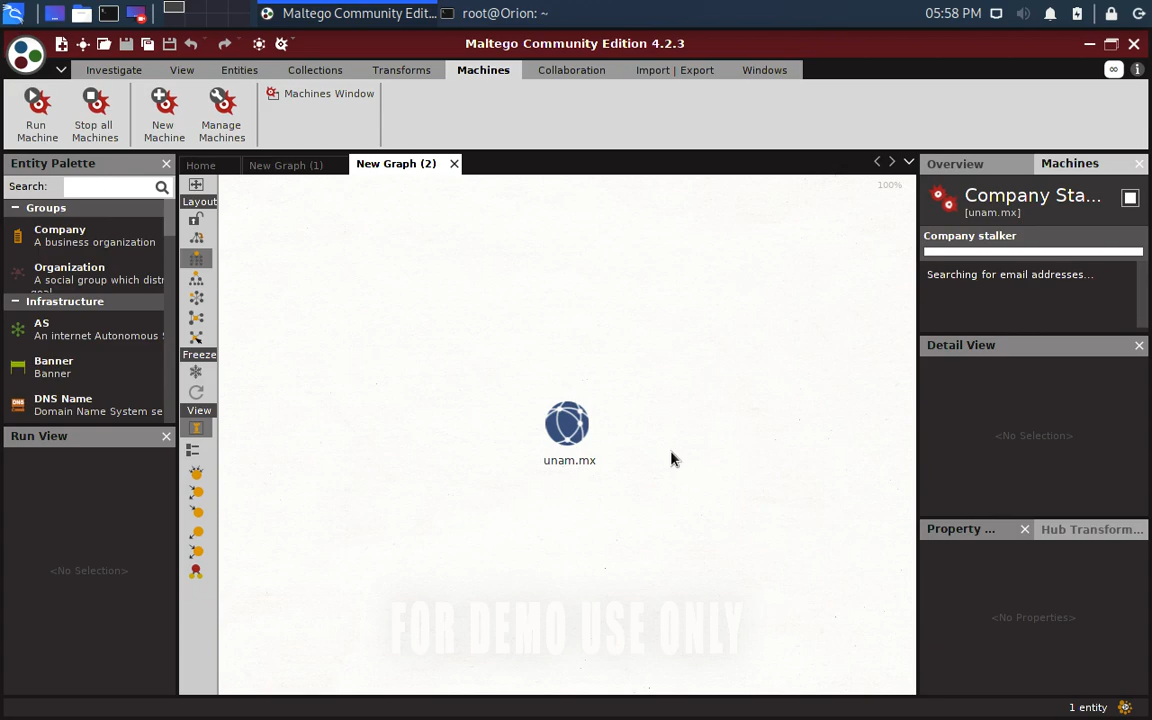 Maltego Community Edit...
root@Orion: ~
05:58 PM
Maltego Community Edition 4.2.3
Investigate
View
Entities
Collections
Transforms
Machines
Collaboration
Import | Export
Windows
Run Machine
Stop all Machines
New Machine
Manage Machines
Machines Window
Entity Palette
Home
New Graph (1)
New Graph (2)
Overview
Machines
Search:
Layout
100%
Company Sta...
[unam.mx]
Groups
Company
A business organization
Organization
A social group which distr
Infrastructure
AS
An internet Autonomous
Banner
Banner
DNS Name
Domain Name System se
Company stalker
Searching for email addresses...
Freeze
View
Run View
<No Selection>
unam.mx
FOR DEMO USE ONLY
Detail View
<No Selection>
Property ...
Hub Transform...
<No Properties>
1 entity